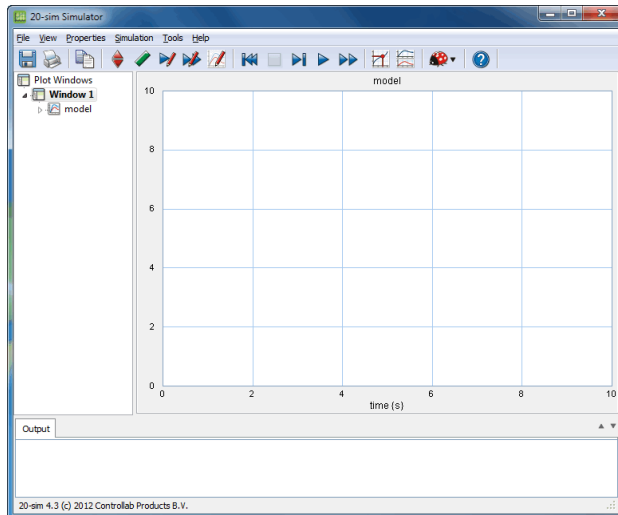 20-sim Simulator
File View Properties Simulation Tools Help
Plot Windows
Window 1
model
model
10
8
6
4
2
0
0 2 4 6 8 10
time (s)
Output
20-sim 4.3 (c) 2012 Controllab Products B.V.